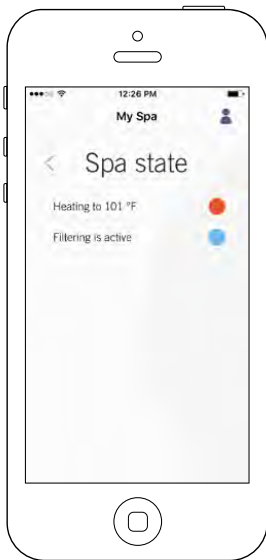 12:26 PM
My Spa
Spa state
Heating to 101 °F
Filtering is active